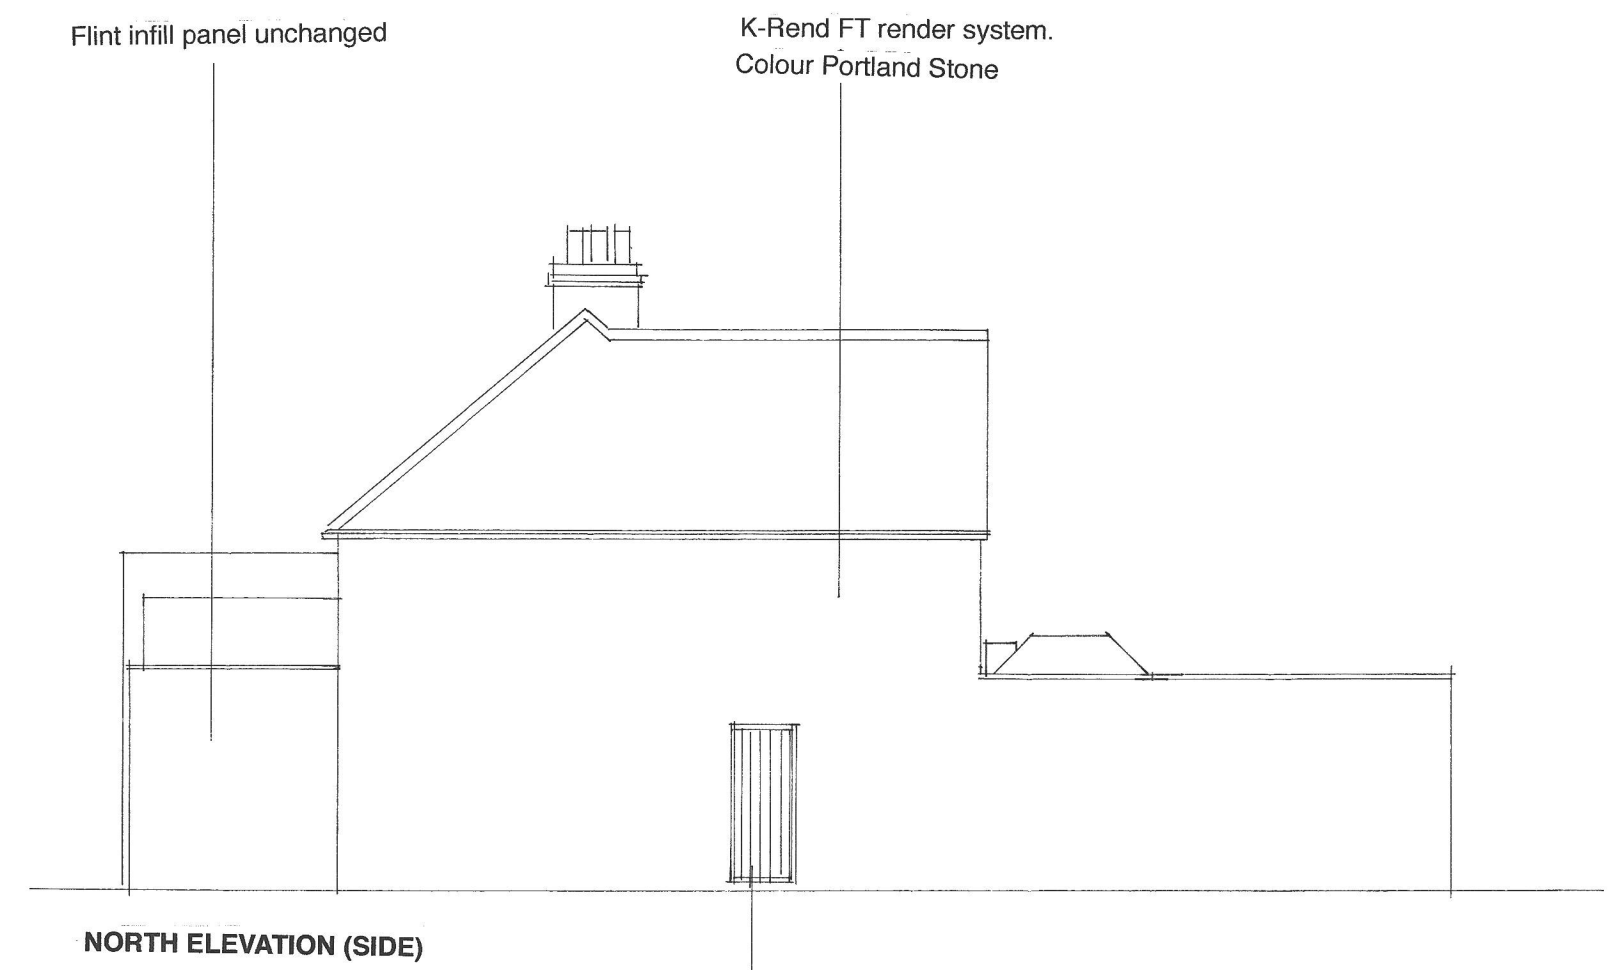 Flint infill panel unchanged
K-Rend FT render system.
Colour Portland Stone
NORTH ELEVATION (SIDE)